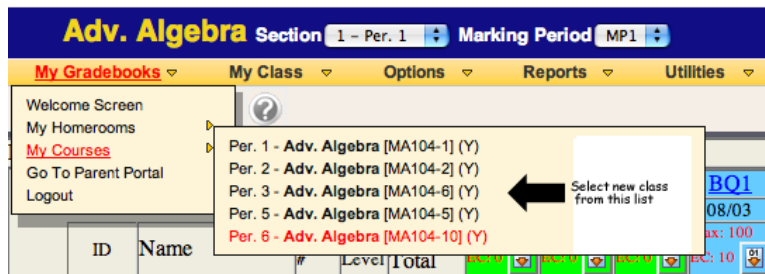 Adv. Algebra Section 1 - Per. 1 Marking Period MP1
My Gradebooks My Class Options Reports Utilities
Welcome Screen
My Homerooms
My Courses
Go To Parent Portal
Logout
Per. 1 - Adv. Algebra [MA104-1] (Y)
Per. 2 - Adv. Algebra [MA104-2] (Y)
Per. 3 - Adv. Algebra [MA104-6] (Y)
Per. 5 - Adv. Algebra [MA104-5] (Y)
Per. 6 - Adv. Algebra [MA104-10] (Y)
Select new class
from this list
BQ1
08/03
ax: 100
ID Name # Level Total EC: 0 EC: 0 EC: 0 EC: 10 01